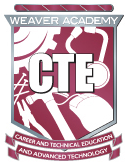 WEAVER ACADEMY
CTE
CAREER AND TECHNICAL EDUCATION
AND ADVANCED TECHNOLOGY